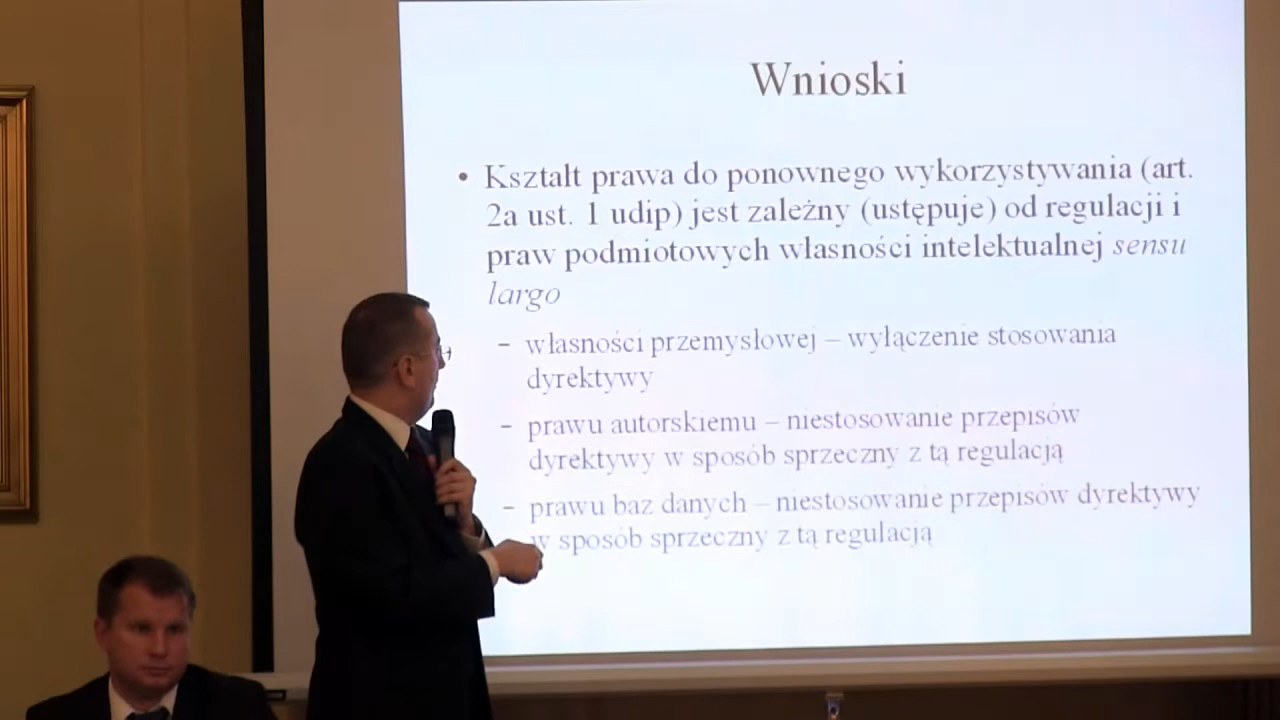 Wnioski
• Kształt prawa do ponownego wykorzystywania (art.
2a ust. 1 udip) jest zależny (ustępuje) od regulacji i
praw podmiotowych własności intelektualnej sensu
largo
– własności przemysłowej – wyłączenie stosowania
dyrektywy
– prawu autorskiemu – niestosowanie przepisów
dyrektywy w sposób sprzeczny z tą regulacją
– prawu baz danych – niestosowanie przepisów dyrektywy
w sposób sprzeczny z tą regulacją